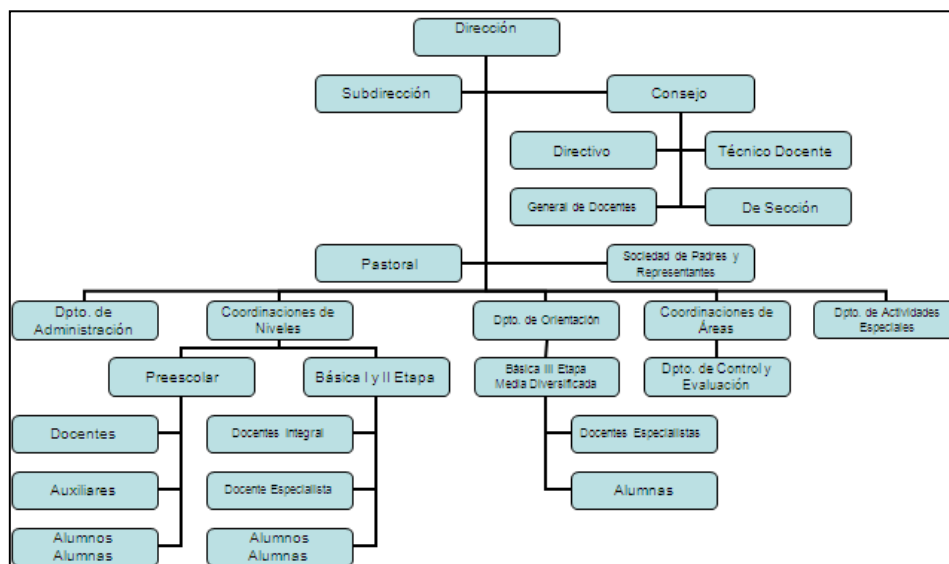 Dirección
Subdirección
Consejo
Directivo
Técnico Docente
General de Docentes
De Sección
Pastoral
Sociedad de Padres y
Representantes
Dpto. de
Administración
Coordinaciones de
Niveles
Dpto. de Orientación
Coordinaciones de
Áreas
Dpto. de Actividades
Especiales
Preescolar
Básica I y II Etapa
Básica III Etapa
Media Diversificada
Dpto. de Control y
Evaluación
Docentes
Docentes Integral
Docentes Especialistas
Auxiliares
Docente Especialista
Alumnas
Alumnos
Alumnas
Alumnos
Alumnas